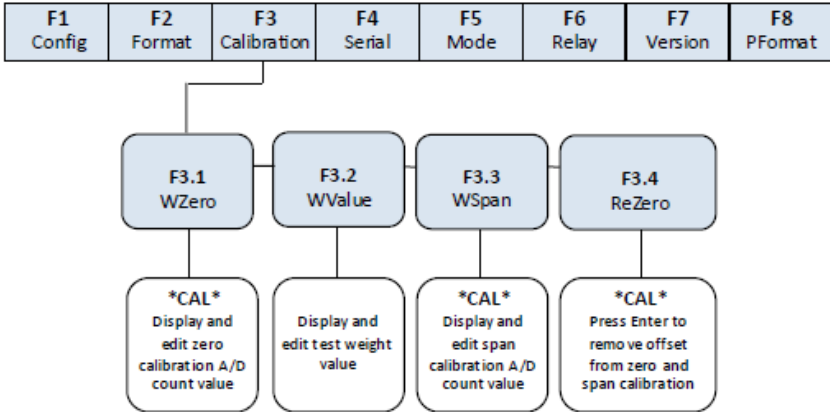 F1 F2 F3 F4 F5 F6 F7 F8
Config Format Calibration Serial Mode Relay Version PFormat
F3.1
WZero
F3.2
WValue
F3.3
WSpan
F3.4
ReZero
*CAL*
Display and
edit zero
calibration A/D
count value
Display and
edit test weight
value
*CAL*
Display and
edit span
calibration A/D
count value
*CAL*
Press Enter to
remove offset
from zero and
span calibration